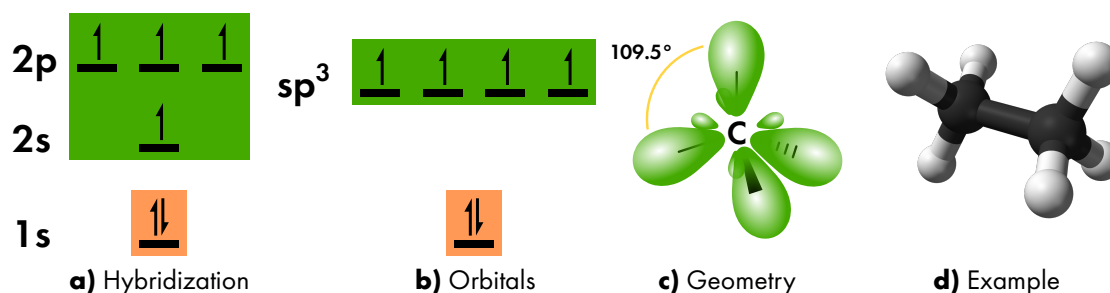 2p
2s
1s
a) Hybridization
sp³
b) Orbitals
109.5°
C
c) Geometry
d) Example